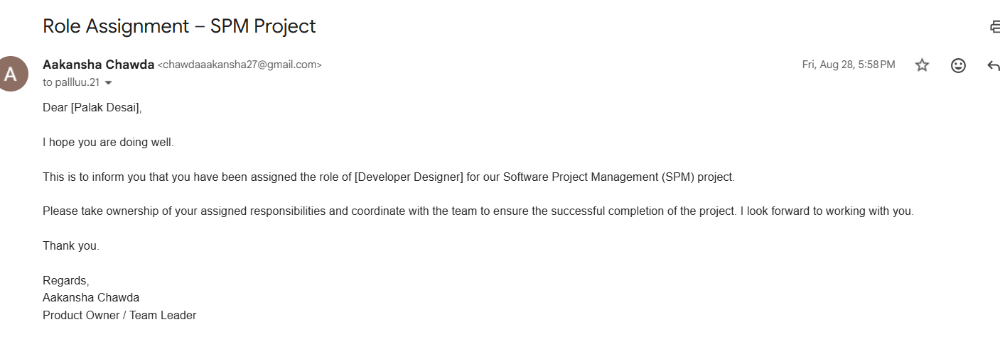 Role Assignment – SPM Project
A
Aakansha Chawda <chawdaaakansha27@gmail.com>
Fri, Aug 28, 5:58 PM
to pallluu.21
Dear [Palak Desai],
I hope you are doing well.
This is to inform you that you have been assigned the role of [Developer Designer] for our Software Project Management (SPM) project.
Please take ownership of your assigned responsibilities and coordinate with the team to ensure the successful completion of the project. I look forward to working with you.
Thank you.
Regards,
Aakansha Chawda
Product Owner / Team Leader